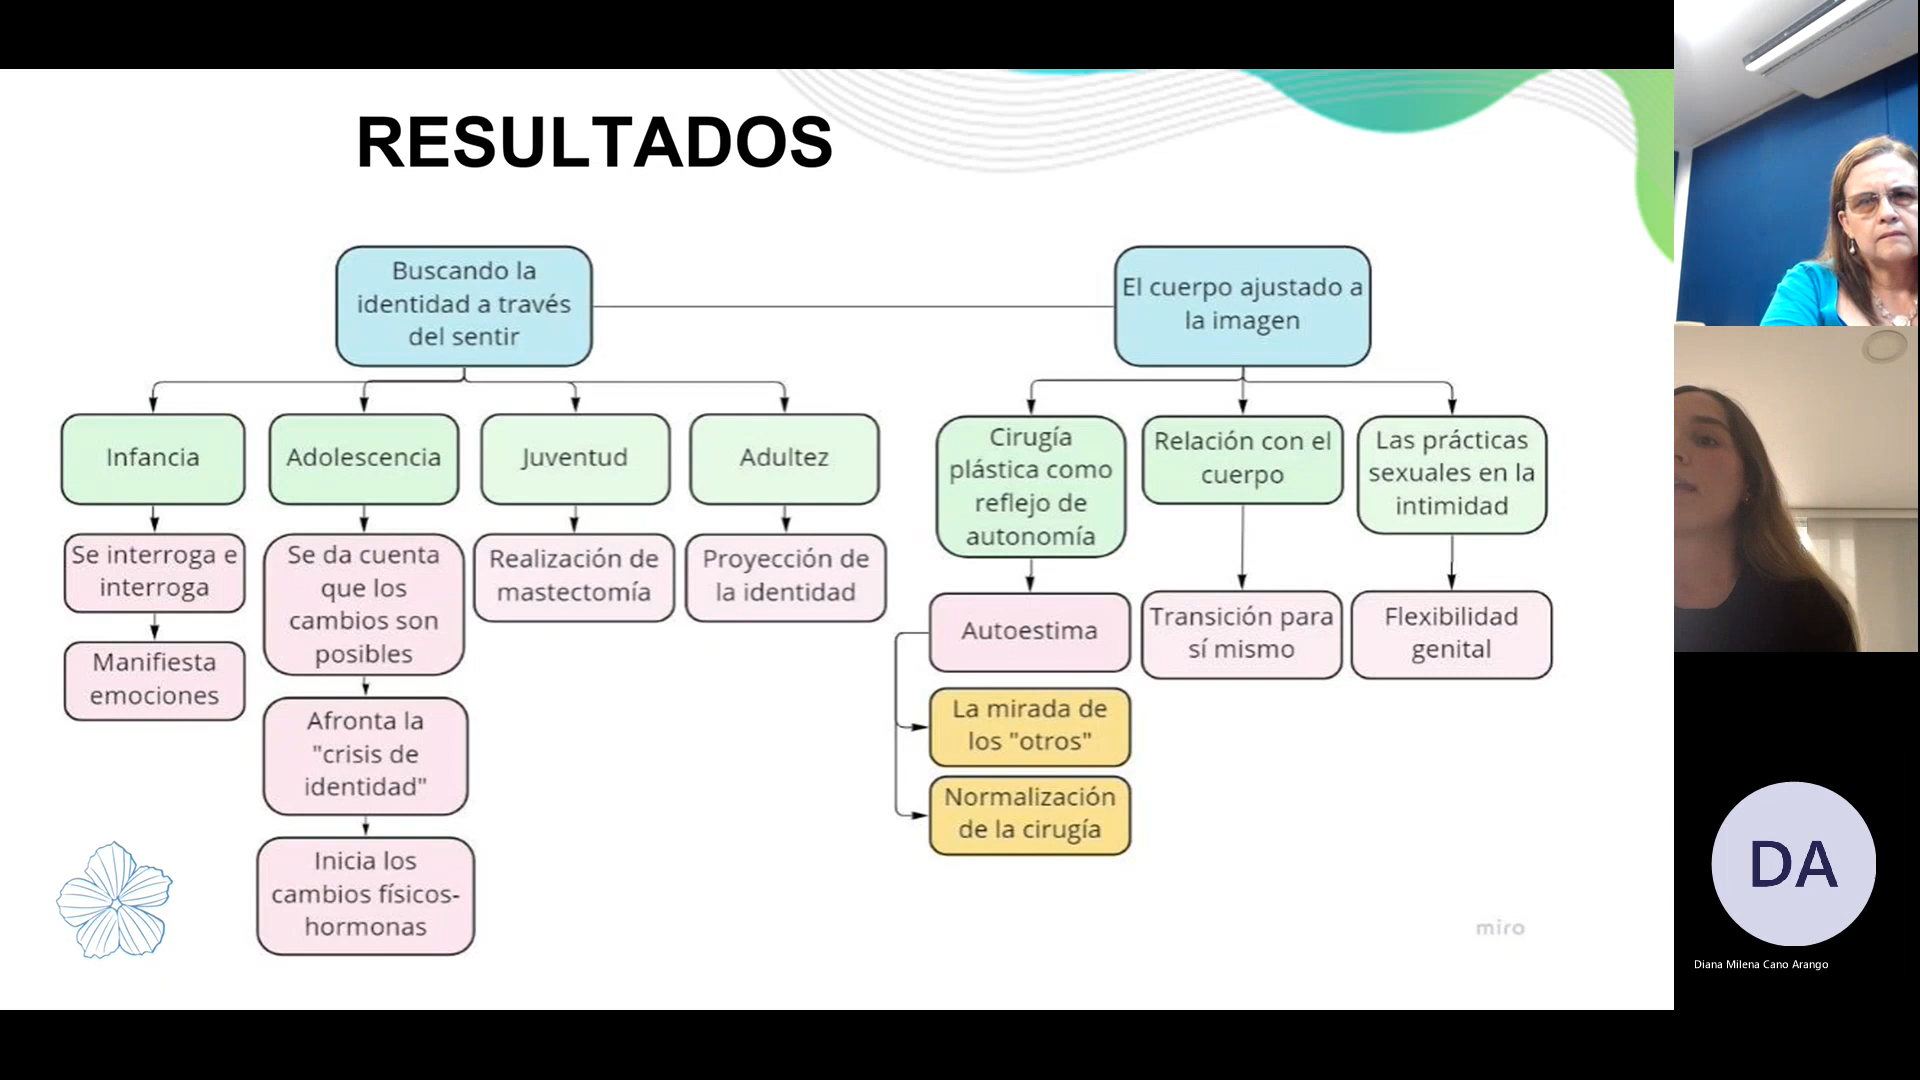 RESULTADOS
Buscando la
identidad a través
del sentir
El cuerpo ajustado a
la imagen
Infancia
Adolescencia
Juventud
Adultez
Cirugía
plástica como
reflejo de
autonomía
Relación con el
cuerpo
Las prácticas
sexuales en la
intimidad
Se interroga e
interroga
Manifiesta
emociones
Se da cuenta
que los
cambios son
posibles
Afronta la
"crisis de
identidad"
Inicia los
cambios físicos-
hormonas
Realización de
mastectomía
Proyección de
la identidad
Autoestima
La mirada de
los "otros"
Normalización
de la cirugía
Transición para
sí mismo
Flexibilidad
genital
miro
DA
Diana Milena Cano Arango